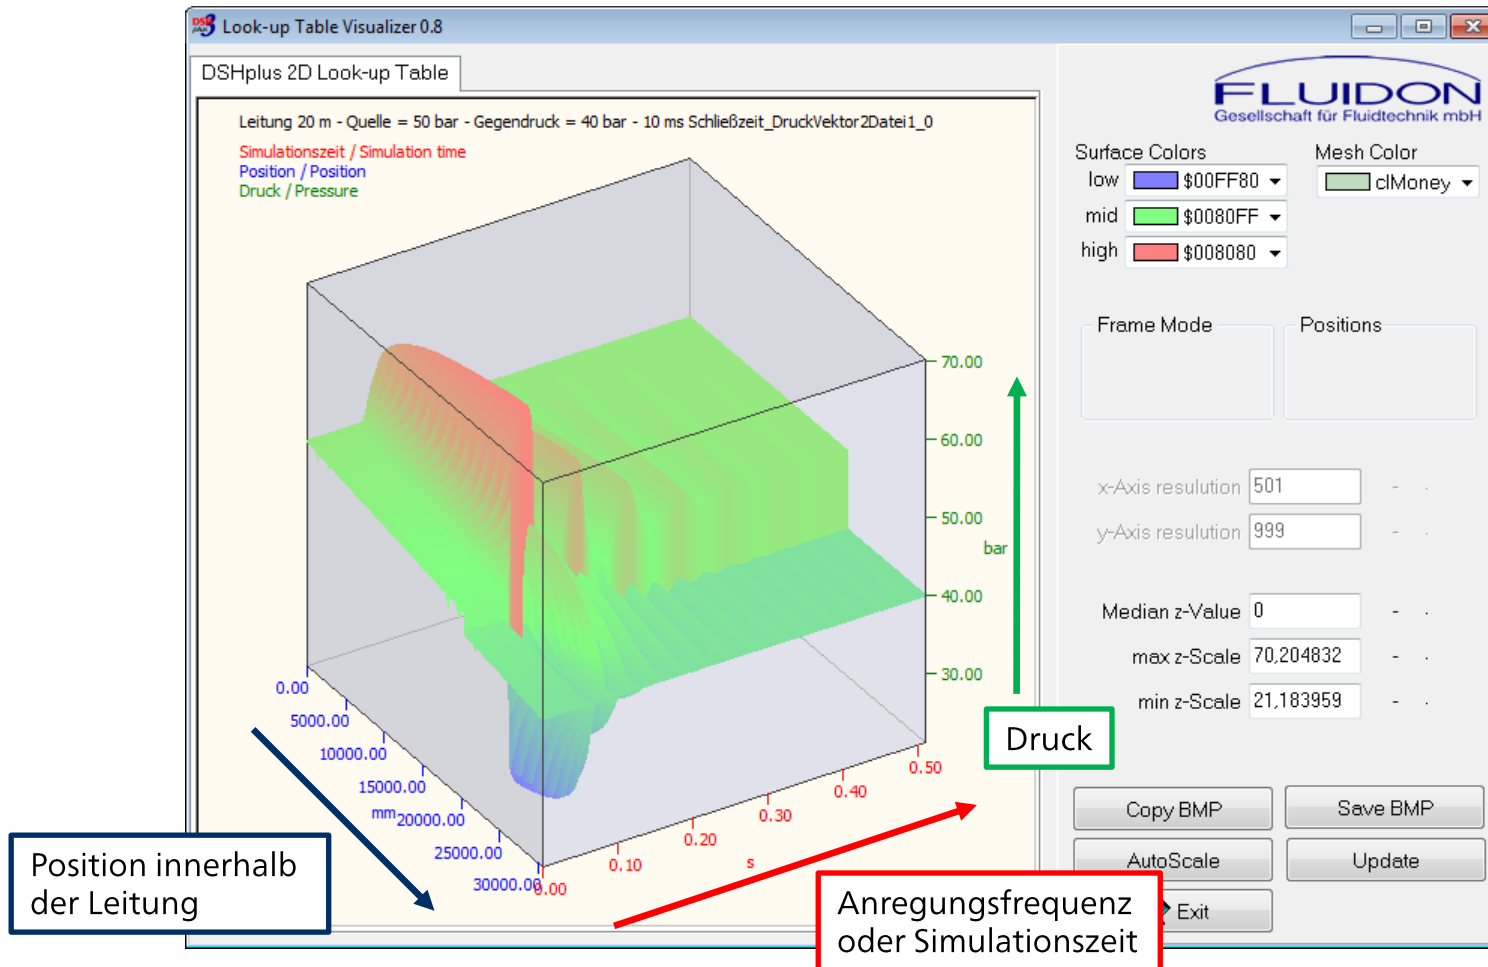 Look-up Table Visualizer 0.8
DSHplus 2D Look-up Table
Leitung 20 m - Quelle = 50 bar - Gegendruck = 40 bar - 10 ms Schließzeit_DruckVektor2Datei1_0
Simulationszeit / Simulation time
Position / Position
Druck / Pressure
70.00
60.00
50.00
bar
40.00
30.00
0.00
5000.00
10000.00
15000.00
mm
20000.00
25000.00
30000.00
0.00
0.10
0.20
s
0.30
0.40
0.50
Druck
Position innerhalb
der Leitung
Anregungsfrequenz
oder Simulationszeit
FLUIDON
Gesellschaft für Fluidtechnik mbH
Surface Colors
Mesh Color
low $00FF80
clMoney
mid $0080FF
high $008080
Frame Mode
Positions
x-Axis resulution 501
y-Axis resulution 999
Median z-Value 0
max z-Scale 70,204832
min z-Scale 21,183959
Copy BMP
Save BMP
AutoScale
Update
Exit